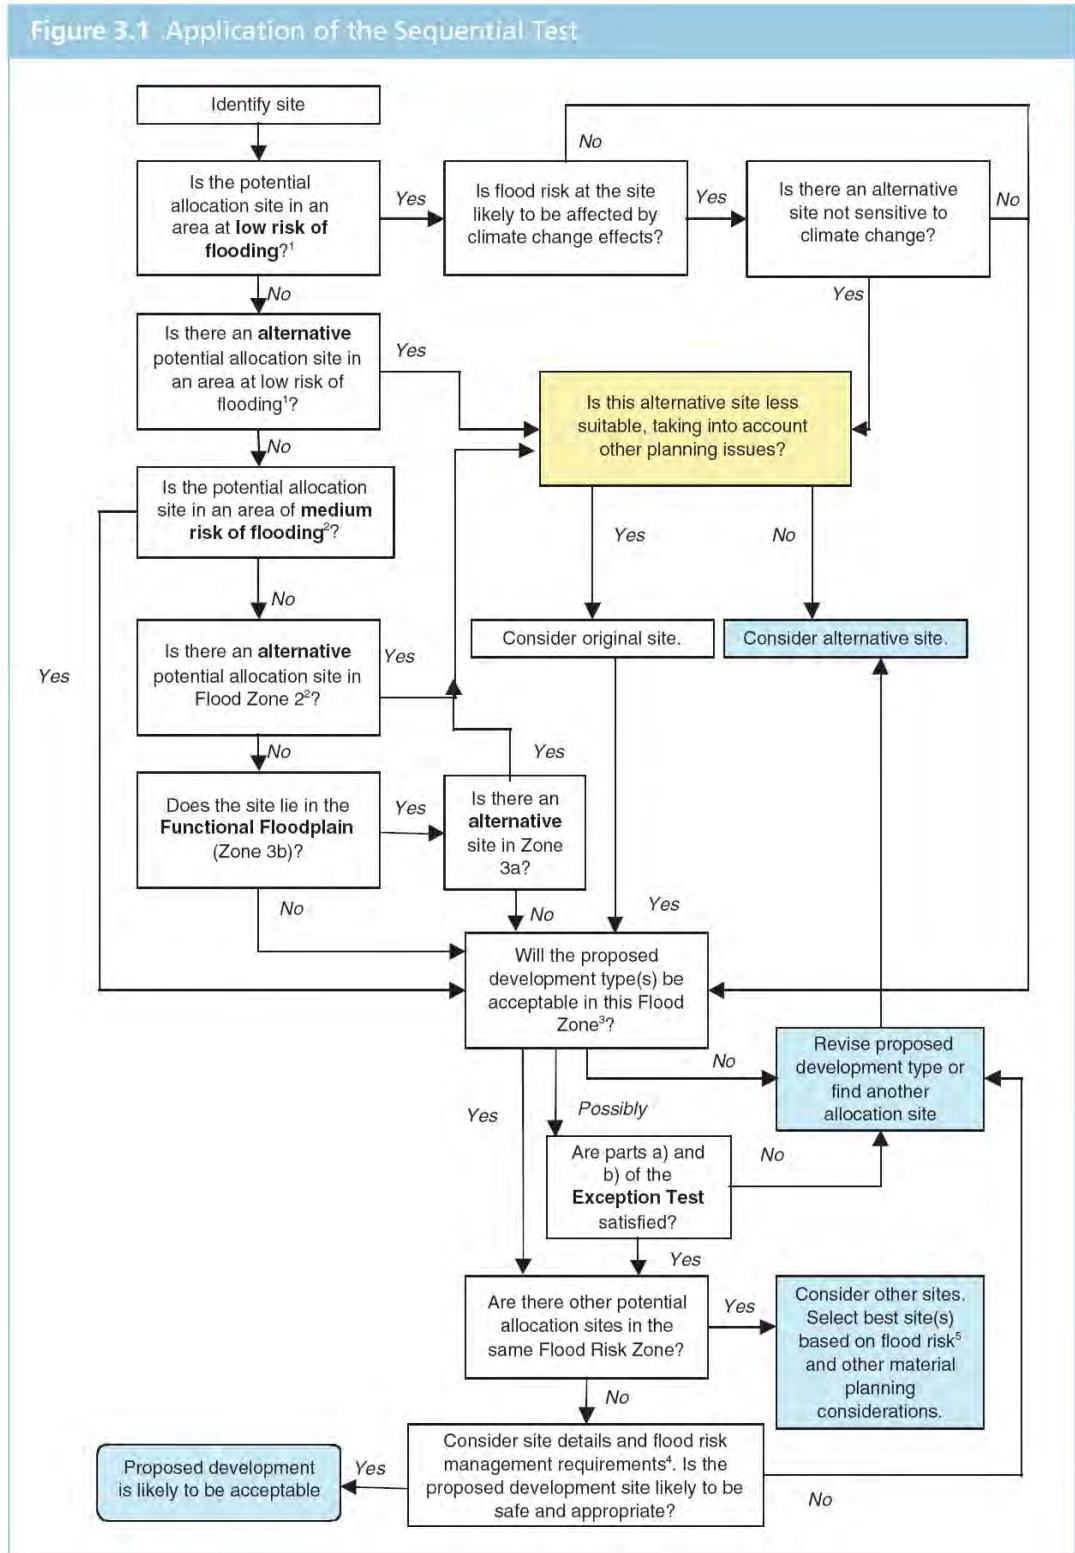 Figure 3.1 Application of the Sequential Test
Identify site
No
Is the potential
allocation site in an
area at low risk of
flooding?¹
Yes
Is flood risk at the site
likely to be affected by
climate change effects?
Yes
Is there an alternative
site not sensitive to
climate change?
No
No
Yes
Is there an alternative
potential allocation site in
an area at low risk of
flooding¹?
Yes
Is this alternative site less
suitable, taking into account
other planning issues?
No
Is the potential allocation
site in an area of medium
risk of flooding²?
Yes
No
No
Consider original site.
Consider alternative site.
Is there an alternative
potential allocation site in
Flood Zone 2²?
Yes
Yes
No
Yes
Does the site lie in the
Functional Floodplain
(Zone 3b)?
Yes
Is there an
alternative
site in Zone
3a?
No
No
Yes
Will the proposed
development type(s) be
acceptable in this Flood
Zone³?
No
Revise proposed
development type or
find another
allocation site
Yes
Possibly
Are parts a) and
b) of the
Exception Test
satisfied?
No
Yes
Are there other potential
allocation sites in the
same Flood Risk Zone?
Yes
Consider other sites.
Select best site(s)
based on flood risk⁵
and other material
planning
considerations.
No
Consider site details and flood risk
management requirements⁴. Is the
proposed development site likely to be
safe and appropriate?
Yes
Proposed development
is likely to be acceptable
No